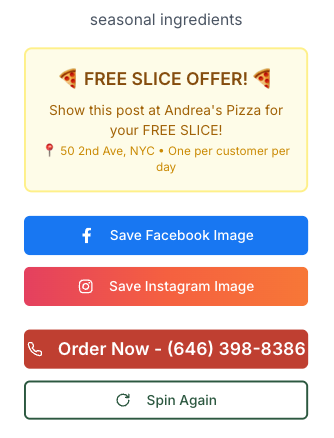 seasonal ingredients
🍕 FREE SLICE OFFER! 🍕
Show this post at Andrea's Pizza for
your FREE SLICE!
📍 50 2nd Ave, NYC • One per customer per
day
Save Facebook Image
Save Instagram Image
Order Now - (646) 398-8386
Spin Again